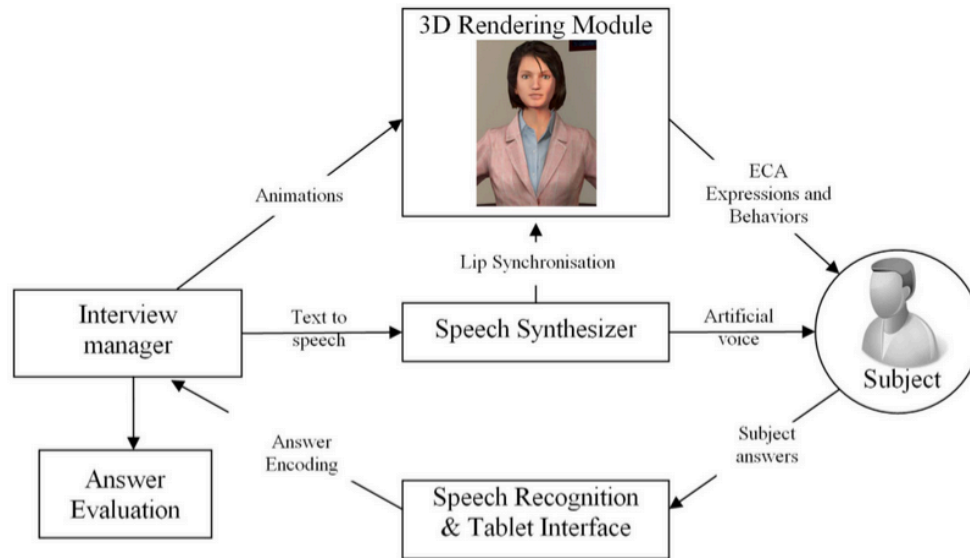 3D Rendering Module
Animations
ECA
Expressions and
Behaviors
Lip Synchronisation
Interview
manager
Text to
speech
Speech Synthesizer
Artificial
voice
Subject
Answer
Encoding
Subject
answers
Answer
Evaluation
Speech Recognition
& Tablet Interface